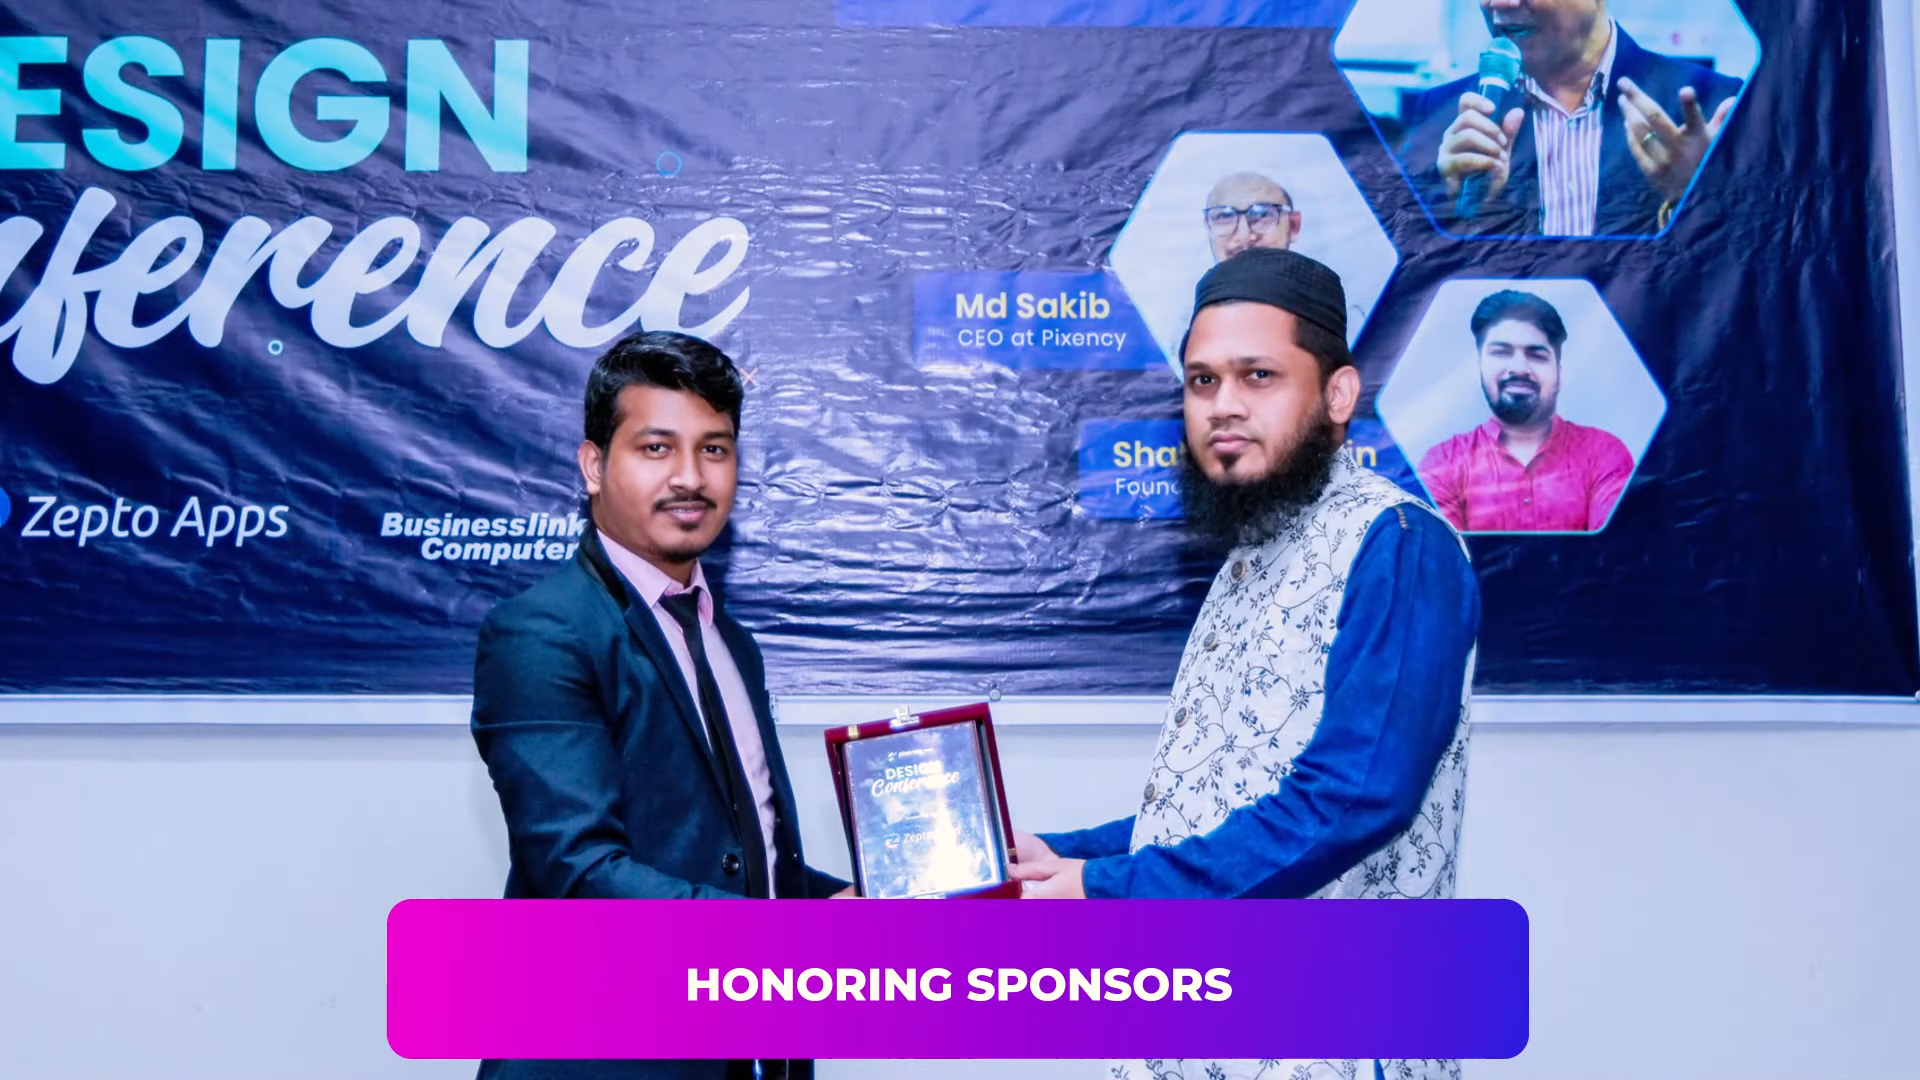 ESIGN
nference
Md Sakib
CEO at Pixency
Zepto Apps
Businesslink
Computer
DESIGN
Conference
HONORING SPONSORS